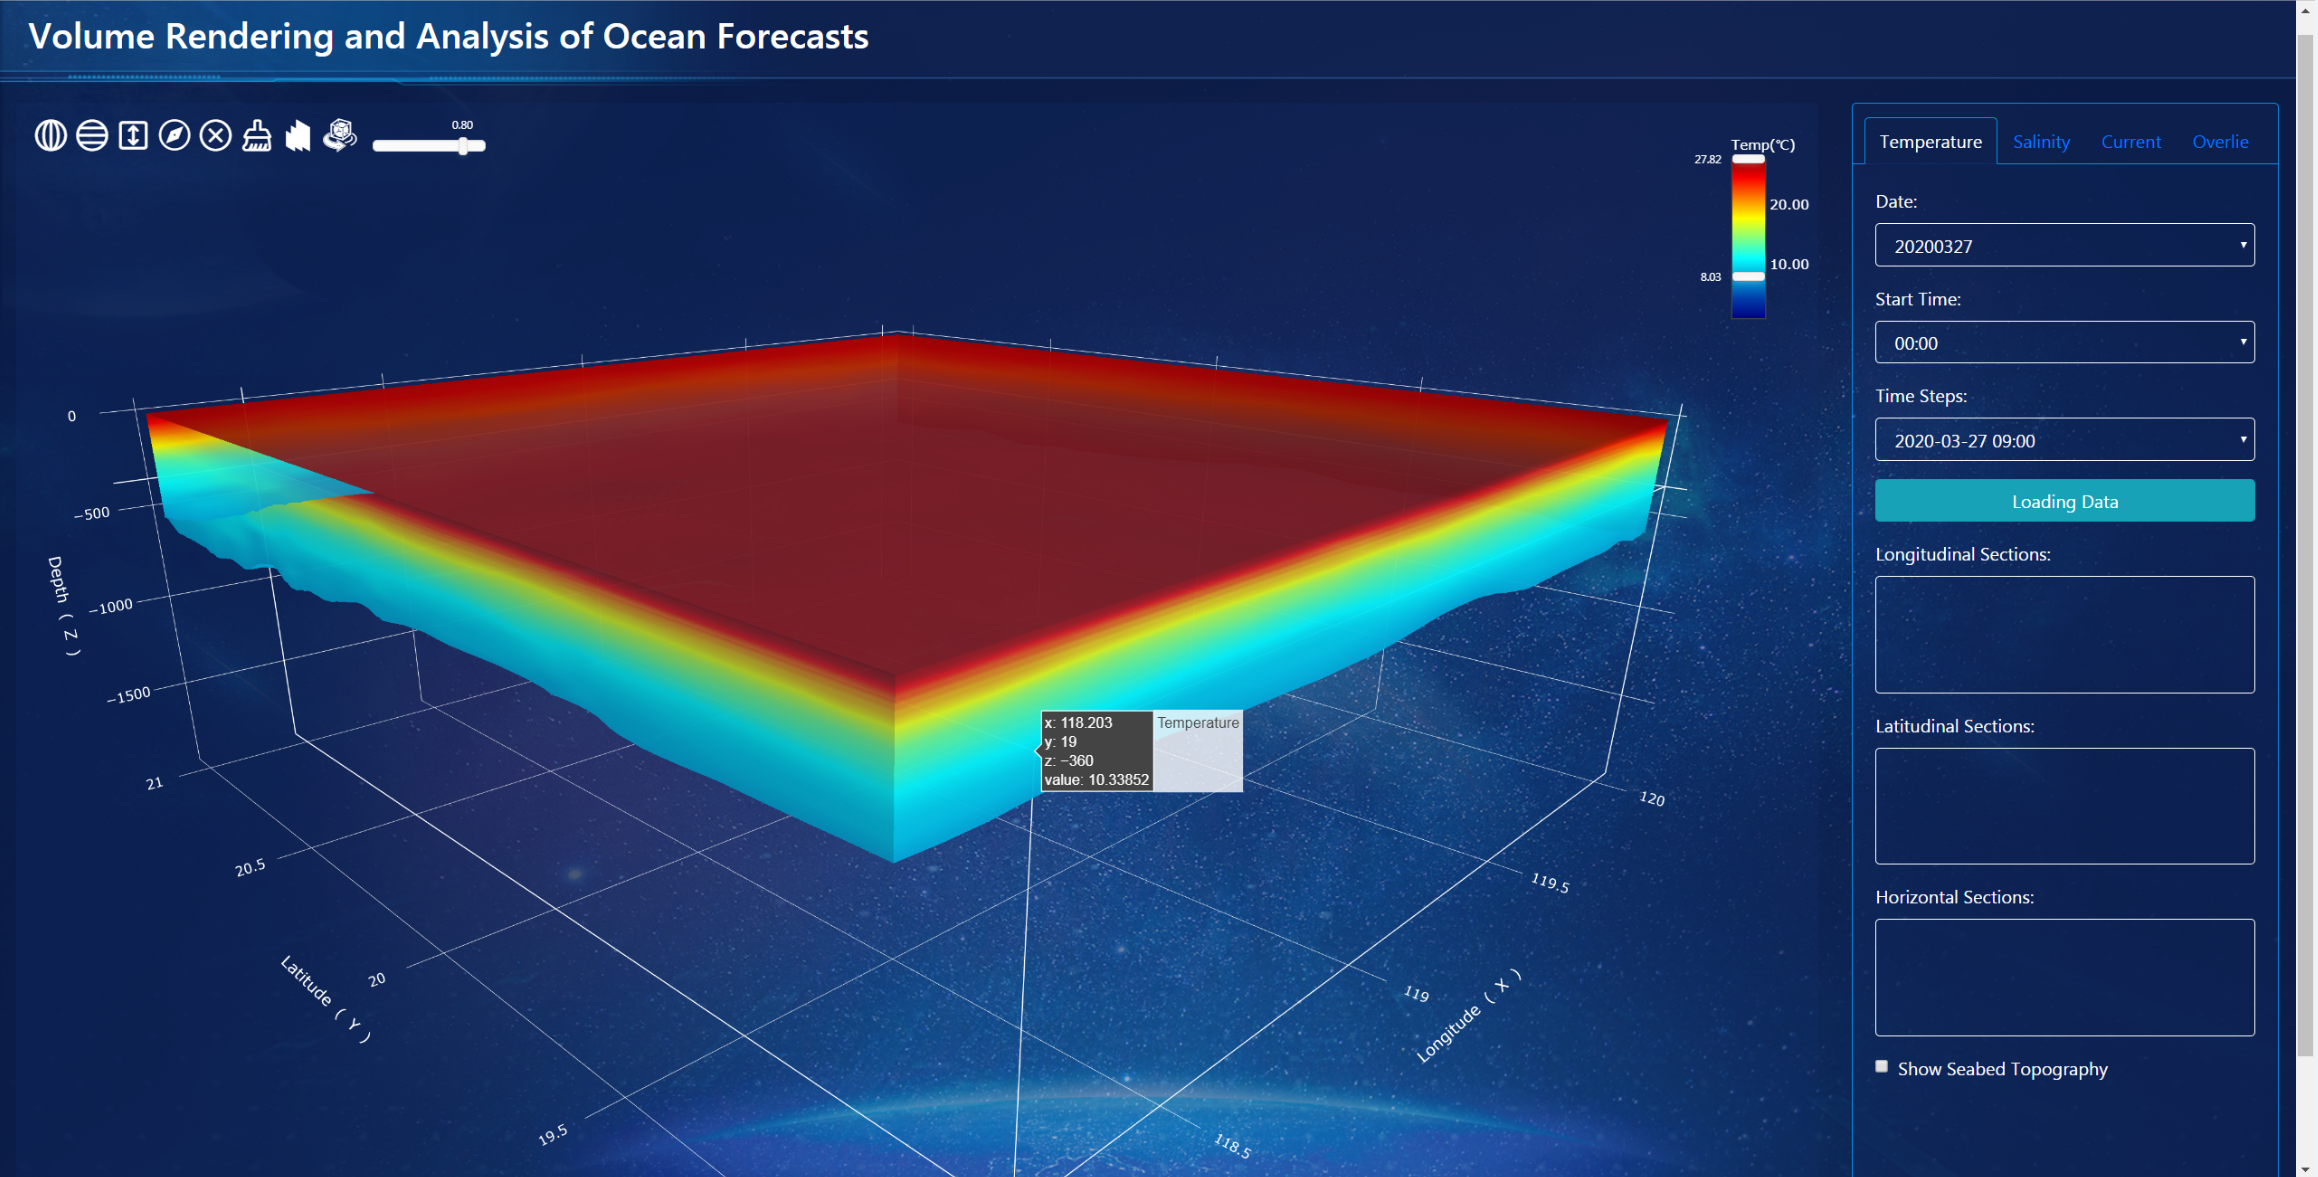 Volume Rendering and Analysis of Ocean Forecasts
0.80
Temp(℃)
27.82
20.00
10.00
8.03
0
−500
−1000
−1500
Depth ( Z )
21
20.5
20
19.5
Latitude ( Y )
x: 118.203
y: 19
z: −360
value: 10.33852
Temperature
120
119.5
119
118.5
Longitude ( X )
Temperature Salinity Current Overlie
Date:
20200327
Start Time:
00:00
Time Steps:
2020-03-27 09:00
Loading Data
Longitudinal Sections:
Latitudinal Sections:
Horizontal Sections:
Show Seabed Topography